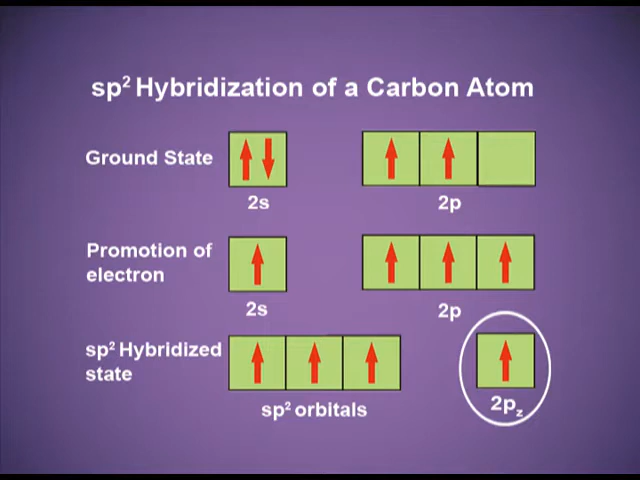 sp² Hybridization of a Carbon Atom
Ground State
2s
2p
Promotion of
electron
2s
2p
sp² Hybridized
state
sp² orbitals
2p_z